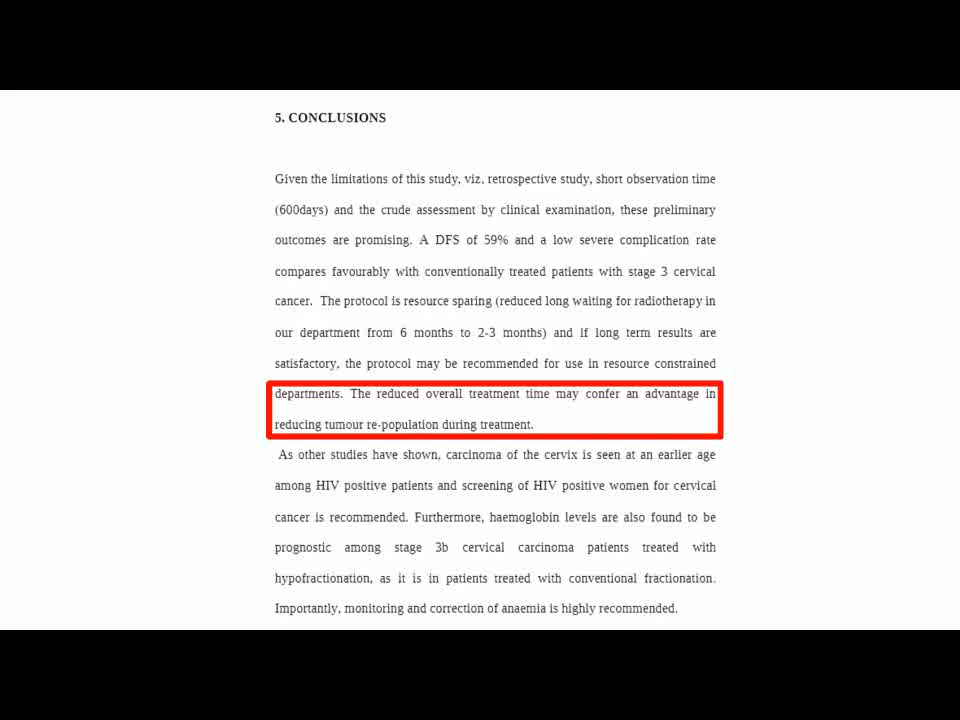 5. CONCLUSIONS
Given the limitations of this study, viz, retrospective study, short observation time
(600days) and the crude assessment by clinical examination, these preliminary
outcomes are promising. A DFS of 59% and a low severe complication rate
compares favourably with conventionally treated patients with stage 3 cervical
cancer. The protocol is resource sparing (reduced long waiting for radiotherapy in
our department from 6 months to 2-3 months) and if long term results are
satisfactory, the protocol may be recommended for use in resource constrained
departments. The reduced overall treatment time may confer an advantage in
reducing tumour re-population during treatment.
As other studies have shown, carcinoma of the cervix is seen at an earlier age
among HIV positive patients and screening of HIV positive women for cervical
cancer is recommended. Furthermore, haemoglobin levels are also found to be
prognostic among stage 3b cervical carcinoma patients treated with
hypofractionation, as it is in patients treated with conventional fractionation.
Importantly, monitoring and correction of anaemia is highly recommended.